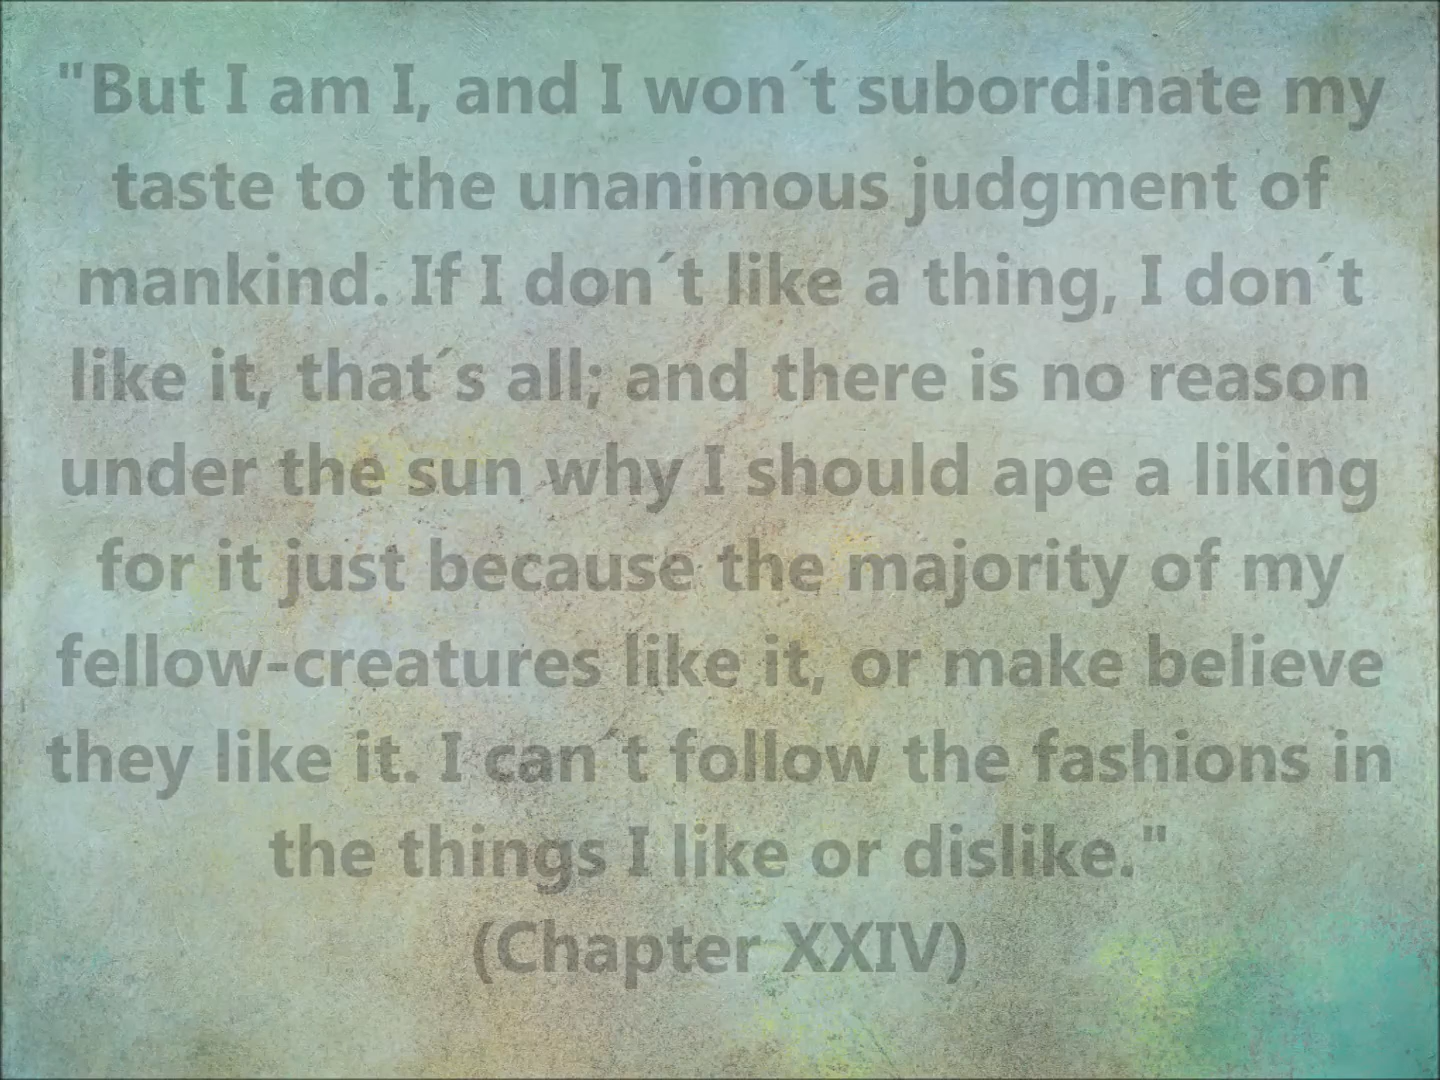 "But I am I, and I won´t subordinate my
taste to the unanimous judgment of
mankind. If I don´t like a thing, I don´t
like it, that´s all; and there is no reason
under the sun why I should ape a liking
for it just because the majority of my
fellow-creatures like it, or make believe
they like it. I can´t follow the fashions in
the things I like or dislike."
(Chapter XXIV)